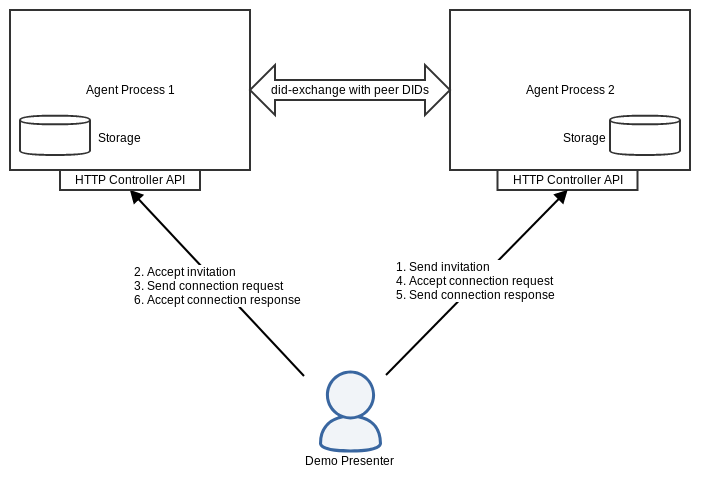 Agent Process 1
did-exchange with peer DIDs
Agent Process 2
Storage
Storage
HTTP Controller API
HTTP Controller API
2. Accept invitation
3. Send connection request
6. Accept connection response
1. Send invitation
4. Accept connection request
5. Send connection response
Demo Presenter